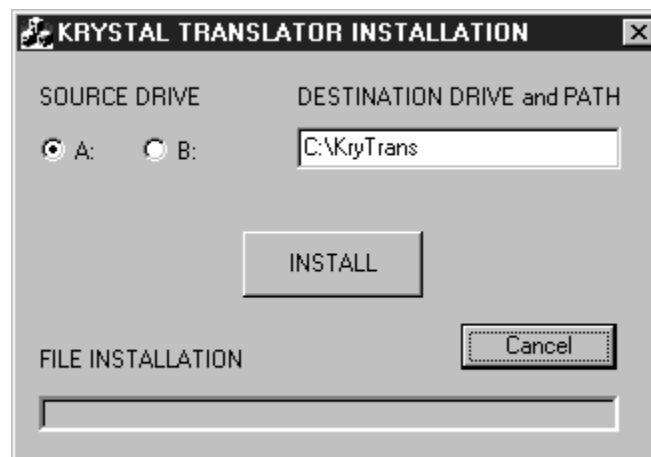 KRYSTAL TRANSLATOR INSTALLATION
SOURCE DRIVE DESTINATION DRIVE and PATH
A: B: C:\KryTrans
INSTALL
Cancel
FILE INSTALLATION